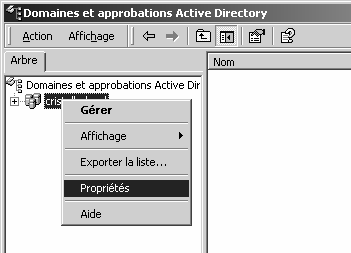 Domaines et approbations Active Directory
Action Affichage
Arbre
Nom
Domaines et approbations Active Dir
Gérer
Affichage
Exporter la liste...
Propriétés
Aide